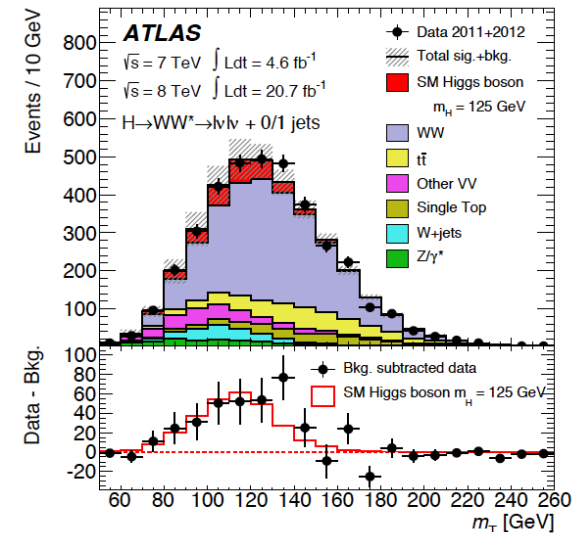 ATLAS
√s = 7 TeV ∫ Ldt = 4.6 fb⁻¹
√s = 8 TeV ∫ Ldt = 20.7 fb⁻¹
H→WW*→lνlν + 0/1 jets
Data 2011+2012
Total sig.+bkg.
SM Higgs boson
m_H = 125 GeV
WW
tt̄
Other VV
Single Top
W+jets
Z/γ*
Events / 10 GeV
800
700
600
500
400
300
200
100
Data - Bkg.
100
80
60
40
20
0
-20
Bkg. subtracted data
SM Higgs boson m_H = 125 GeV
60 80 100 120 140 160 180 200 220 240 260
m_T [GeV]